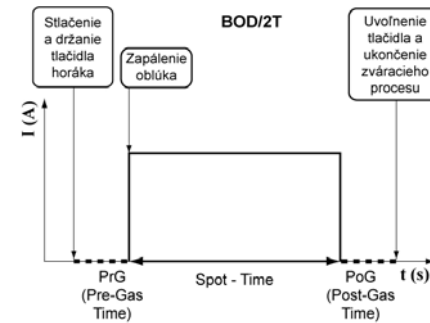 BOD/2T
Stlačenie
a držanie
tlačidla
horáka
Zapálenie
oblúka
Uvoľnenie
tlačidla a
ukončenie
zváracieho
procesu
I (A)
PrG
(Pre-Gas
Time)
Spot - Time
PoG
(Post-Gas
Time)
t (s)